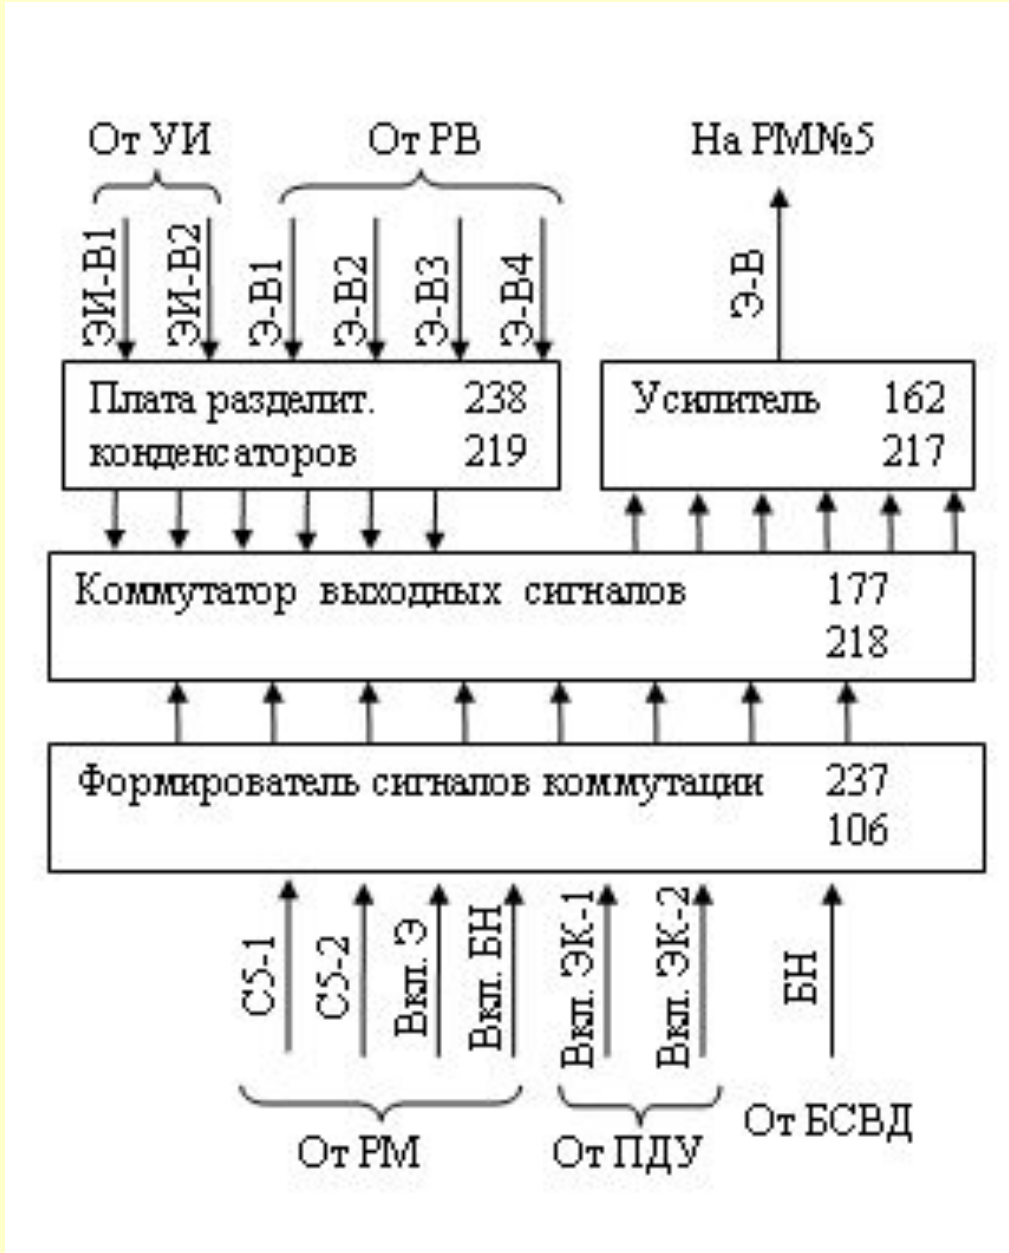 От УИ
От РВ
На РМ№5
ЭИ-В1
ЭИ-В2
Э-В1
Э-В2
Э-В3
Э-В4
Э-В
Плата разделит. 238
конденсаторов 219
Усилитель 162
217
Коммутатор выходных сигналов 177
218
Формирователь сигналов коммутации 237
106
С5-1
С5-2
Вкл. Э
Вкл. БН
Вкл. ЭК-1
Вкл. ЭК-2
БН
От РМ
От ПДУ
От БСВД